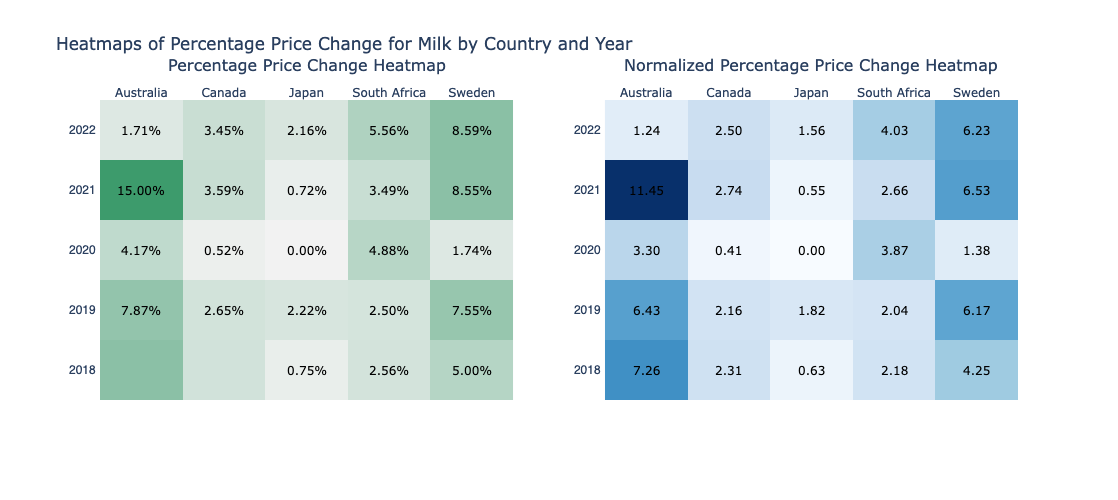 Heatmaps of Percentage Price Change for Milk by Country and Year
Percentage Price Change Heatmap
Australia Canada Japan South Africa Sweden
2022 1.71% 3.45% 2.16% 5.56% 8.59%
2021 15.00% 3.59% 0.72% 3.49% 8.55%
2020 4.17% 0.52% 0.00% 4.88% 1.74%
2019 7.87% 2.65% 2.22% 2.50% 7.55%
2018 0.75% 2.56% 5.00%
Normalized Percentage Price Change Heatmap
Australia Canada Japan South Africa Sweden
2022 1.24 2.50 1.56 4.03 6.23
2021 11.45 2.74 0.55 2.66 6.53
2020 3.30 0.41 0.00 3.87 1.38
2019 6.43 2.16 1.82 2.04 6.17
2018 7.26 2.31 0.63 2.18 4.25